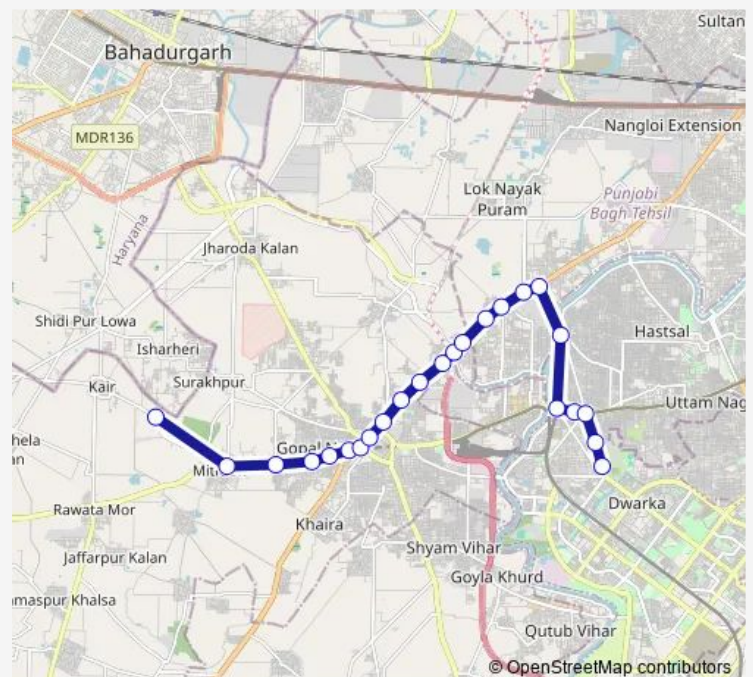 Sultan
Bahadurgarh
MDR136
Nangloi Extension
Lok Nayak
Puram
Punjabi
Bagh Tehsil
Haryana
Jharoda Kalan
Shidi Pur Lowa
Hastsal
Isharheri
Kair
Surakhpur
Uttam Nag
hela
an
Gopal N
Mit
Rawata Mor
Dwarka
Khaira
Jaffarpur Kalan
Shyam Vihar
Goyla Khurd
maspur Khalsa
Qutub Vihar
© OpenStreetMap contributors